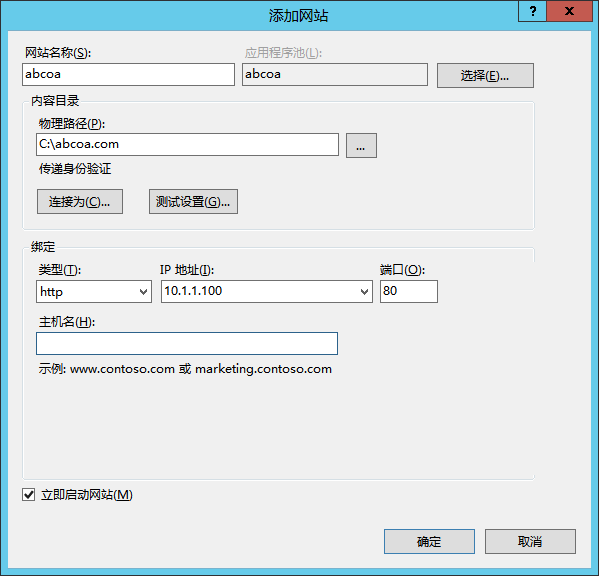 添加网站
?
x
网站名称(S):
应用程序池(L):
abcoa
abcoa
选择(E)...
内容目录
物理路径(P):
C:\abcoa.com
...
传递身份验证
连接为(C)...
测试设置(G)...
绑定
类型(T):
IP 地址(I):
端口(O):
http
10.1.1.100
80
主机名(H):
示例: www.contoso.com 或 marketing.contoso.com
立即启动网站(M)
确定
取消